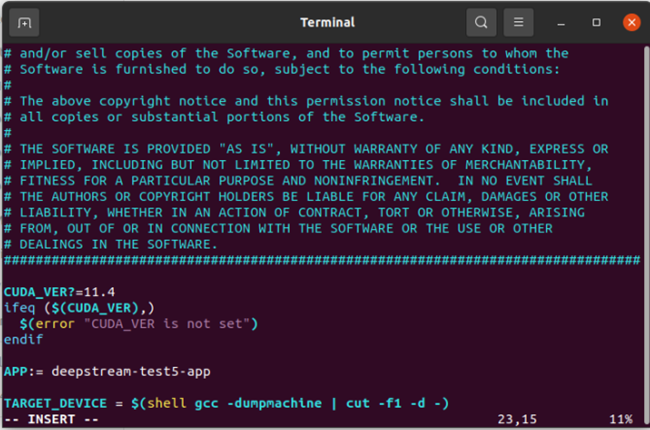 Terminal
# and/or sell copies of the Software, and to permit persons to whom the
# Software is furnished to do so, subject to the following conditions:
#
# The above copyright notice and this permission notice shall be included in
# all copies or substantial portions of the Software.
#
# THE SOFTWARE IS PROVIDED "AS IS", WITHOUT WARRANTY OF ANY KIND, EXPRESS OR
# IMPLIED, INCLUDING BUT NOT LIMITED TO THE WARRANTIES OF MERCHANTABILITY,
# FITNESS FOR A PARTICULAR PURPOSE AND NONINFRINGEMENT.  IN NO EVENT SHALL
# THE AUTHORS OR COPYRIGHT HOLDERS BE LIABLE FOR ANY CLAIM, DAMAGES OR OTHER
# LIABILITY, WHETHER IN AN ACTION OF CONTRACT, TORT OR OTHERWISE, ARISING
# FROM, OUT OF OR IN CONNECTION WITH THE SOFTWARE OR THE USE OR OTHER
# DEALINGS IN THE SOFTWARE.
################################################################################
CUDA_VER?=11.4
ifeq ($(CUDA_VER),)
  $(error "CUDA_VER is not set")
endif
APP:= deepstream-test5-app
TARGET_DEVICE = $(shell gcc -dumpmachine | cut -f1 -d -)
-- INSERT -- 23,15 11%